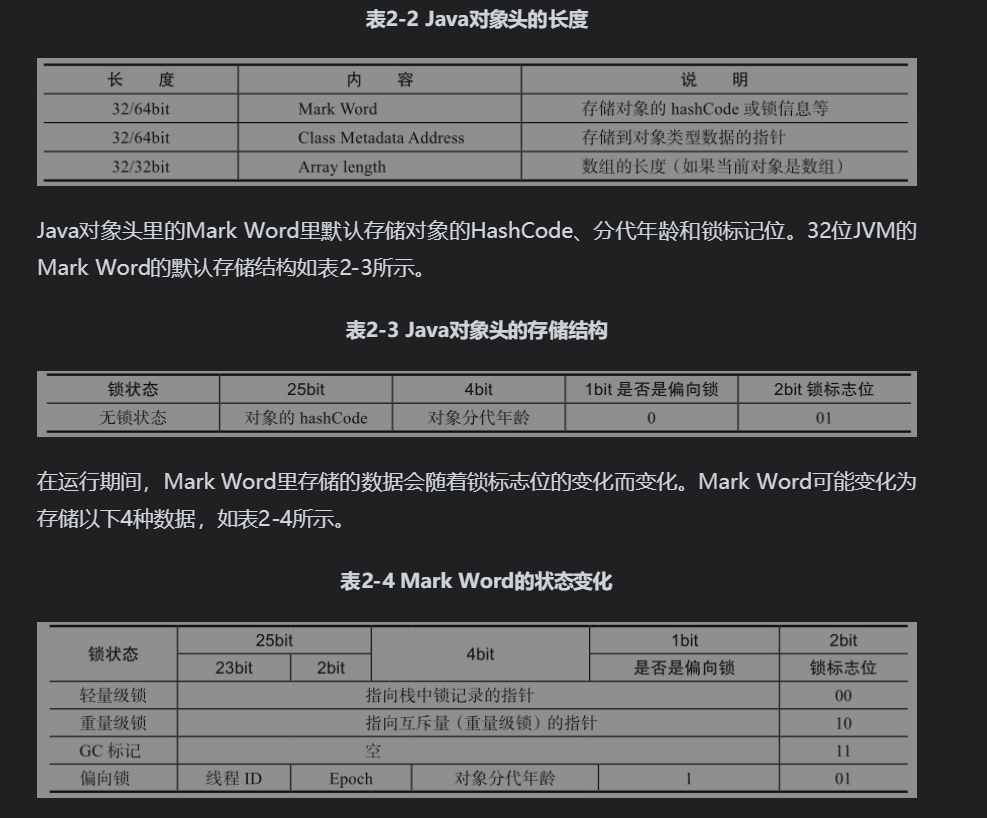 表2-2 Java对象头的长度
长 度 内 容 说 明
32/64bit Mark Word 存储对象的 hashCode 或锁信息等
32/64bit Class Metadata Address 存储到对象类型数据的指针
32/32bit Array length 数组的长度（如果当前对象是数组）
Java对象头里的Mark Word里默认存储对象的HashCode、分代年龄和锁标记位。32位JVM的
Mark Word的默认存储结构如表2-3所示。
表2-3 Java对象头的存储结构
锁状态 25bit 4bit 1bit 是否是偏向锁 2bit 锁标志位
无锁状态 对象的 hashCode 对象分代年龄 0 01
在运行期间，Mark Word里存储的数据会随着锁标志位的变化而变化。Mark Word可能变化为
存储以下4种数据，如表2-4所示。
表2-4 Mark Word的状态变化
锁状态 25bit 4bit 1bit 2bit
23bit 2bit 是否是偏向锁 锁标志位
轻量级锁 指向栈中锁记录的指针 00
重量级锁 指向互斥量（重量级锁）的指针 10
GC 标记 空 11
偏向锁 线程 ID Epoch 对象分代年龄 1 01